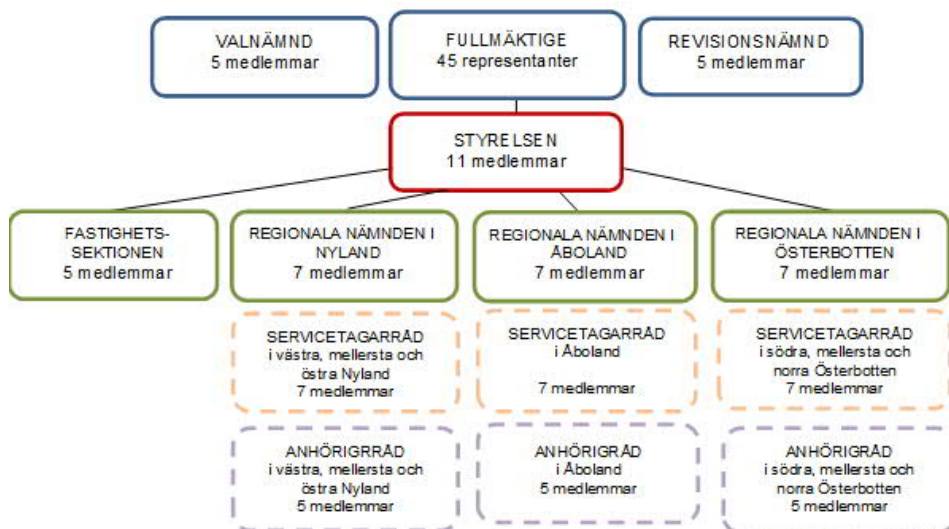 VALNÄMND
5 medlemmar
FULLMÄKTIGE
45 representanter
REVISIONSNÄMND
5 medlemmar
STYRELSEN
11 medlemmar
FASTIGHETS-
SEKTIONEN
5 medlemmar
REGIONALA NÄMNDEN I
NYLAND
7 medlemmar
REGIONALA NÄMNDEN I
ÅBOLAND
7 medlemmar
REGIONALA NÄMNDEN I
ÖSTERBOTTEN
7 medlemmar
SERVICETAGARRÅD
i västra, mellersta och
östra Nyland
7 medlemmar
SERVICETAGARRÅD
i Åboland
7 medlemmar
SERVICETAGARRÅD
i södra, mellersta och
norra Österbotten
7 medlemmar
ANHÖRIGRRÅD
i västra, mellersta och
östra Nyland
5 medlemmar
ANHÖRIGRÅD
i Åboland
5 medlemmar
ANHÖRIGRÅD
i södra, mellersta och
norra Österbotten
5 medlemmar